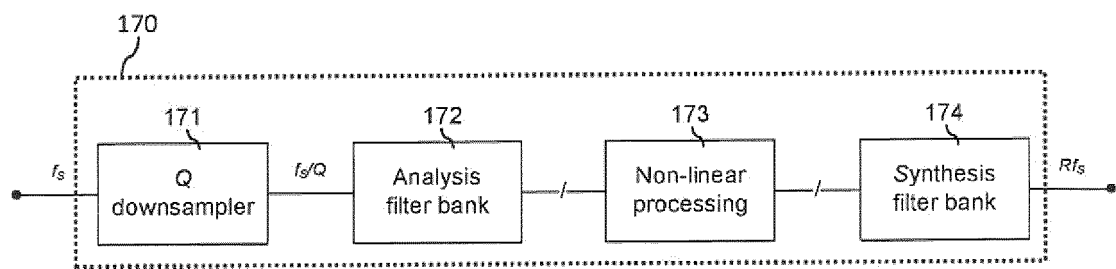 170
171
172
173
174
fs
Q
downsampler
fs/Q
Analysis
filter bank
Non-linear
processing
Synthesis
filter bank
Rfs